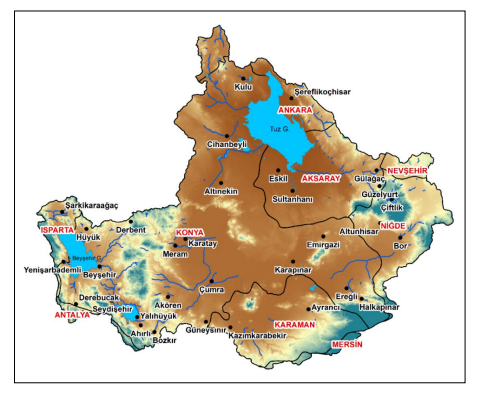 Kulu
Şereflikoçhisar
ANKARA
Tuz G.
Cihanbeyli
Eskil
AKSARAY
Gülağaç
NEVŞEHİR
Güzelyurt
Altınekin
Sultanhanı
Çiftlik
Şarkikaraağaç
ISPARTA
Hüyük
Derbent
KONYA
Karatay
Meram
Emirgazi
Altunhisar
NİĞDE
Bor
Beyşehir G.
Yenişarbademli
Beyşehir
Karapınar
Çumra
Ereğli
Halkapınar
Derebucak
Akören
Seydişehir
ANTALYA
Yalıhüyük
Ayrancı
Ahırlı
Bozkır
Güneysınır
KARAMAN
Kazımkarabekir
MERSİN